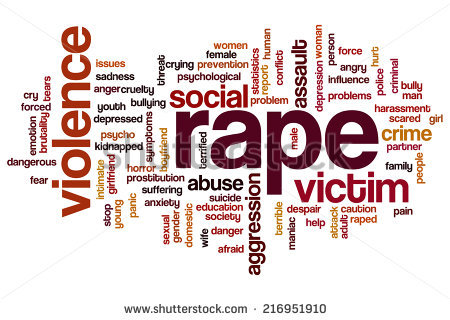 women
female
statistics
report
human
conflict
assault
depression
woman
person
force
angry
influence
problems
police
criminal
hurt
bully
man
issues
sadness
anger
cruelty
threat
crying
prevention
psychological
problem
youth
bullying
social
depressed
harassment
scared
girl
crime
partner
violence
cry
forced
tears
emotion
brutality
dangerous
fear
psycho
kidnapped
symptoms
boyfriend
terrified
rape
male
family
people
horror
prostitution
intimate
girlfriend
suffering
anxiety
abuse
victim
suicide
education
society
aggression
stop
young
panic
sexual
gender
domestic
wife
danger
afraid
terrible
maniac
despair
help
attack
adult
caution
raped
pain
shutterstock
www.shutterstock.com · 216951910